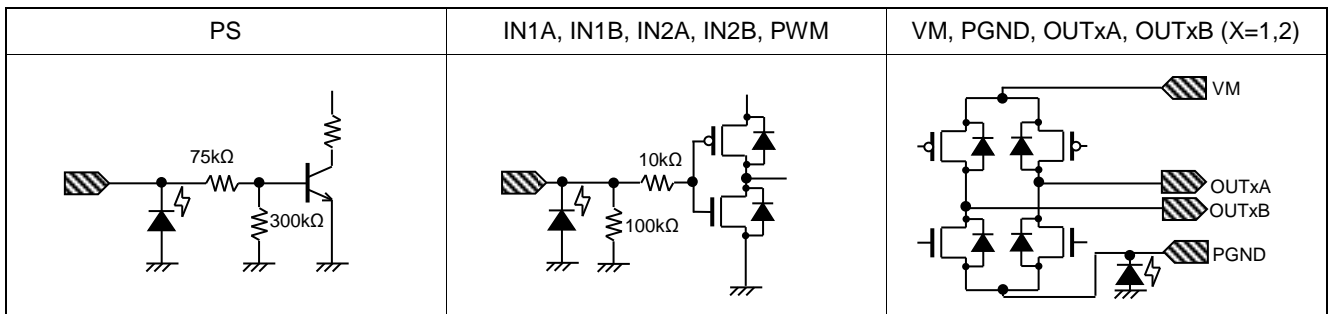 PS
IN1A, IN1B, IN2A, IN2B, PWM
VM, PGND, OUTxA, OUTxB (X=1,2)
75kΩ
300kΩ
10kΩ
100kΩ
VM
OUTxA
OUTxB
PGND